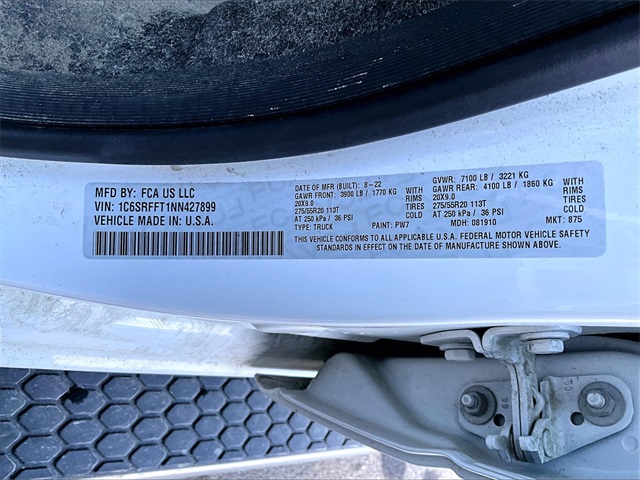 MFD BY: FCA US LLC
VIN: 1C6SRFFT1NN427899
VEHICLE MADE IN: U.S.A.
DATE OF MFR (BUILT): 8-22
GAWR FRONT: 3900 LB / 1770 KG
WITH
20X9.0
RIMS
275/55R20 113T
TIRES
AT 250 kPa / 36 PSI
COLD
TYPE: TRUCK
PAINT: PW7
GVWR: 7100 LB / 3221 KG
GAWR REAR: 4100 LB / 1860 KG
WITH
20X9.0
RIMS
275/55R20 113T
TIRES
AT 250 kPa / 36 PSI
COLD
MDH: 081910
MKT: 875
THIS VEHICLE CONFORMS TO ALL APPLICABLE U.S.A. FEDERAL MOTOR VEHICLE SAFETY
STANDARDS IN EFFECT ON THE DATE OF MANUFACTURE SHOWN ABOVE.